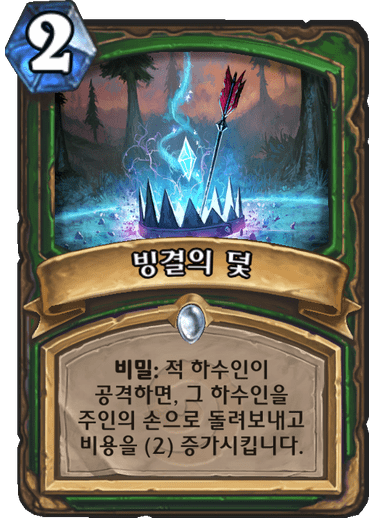 2
빙결의 덫
비밀: 적 하수인이
공격하면, 그 하수인을
주인의 손으로 돌려보내고
비용을 (2) 증가시킵니다.